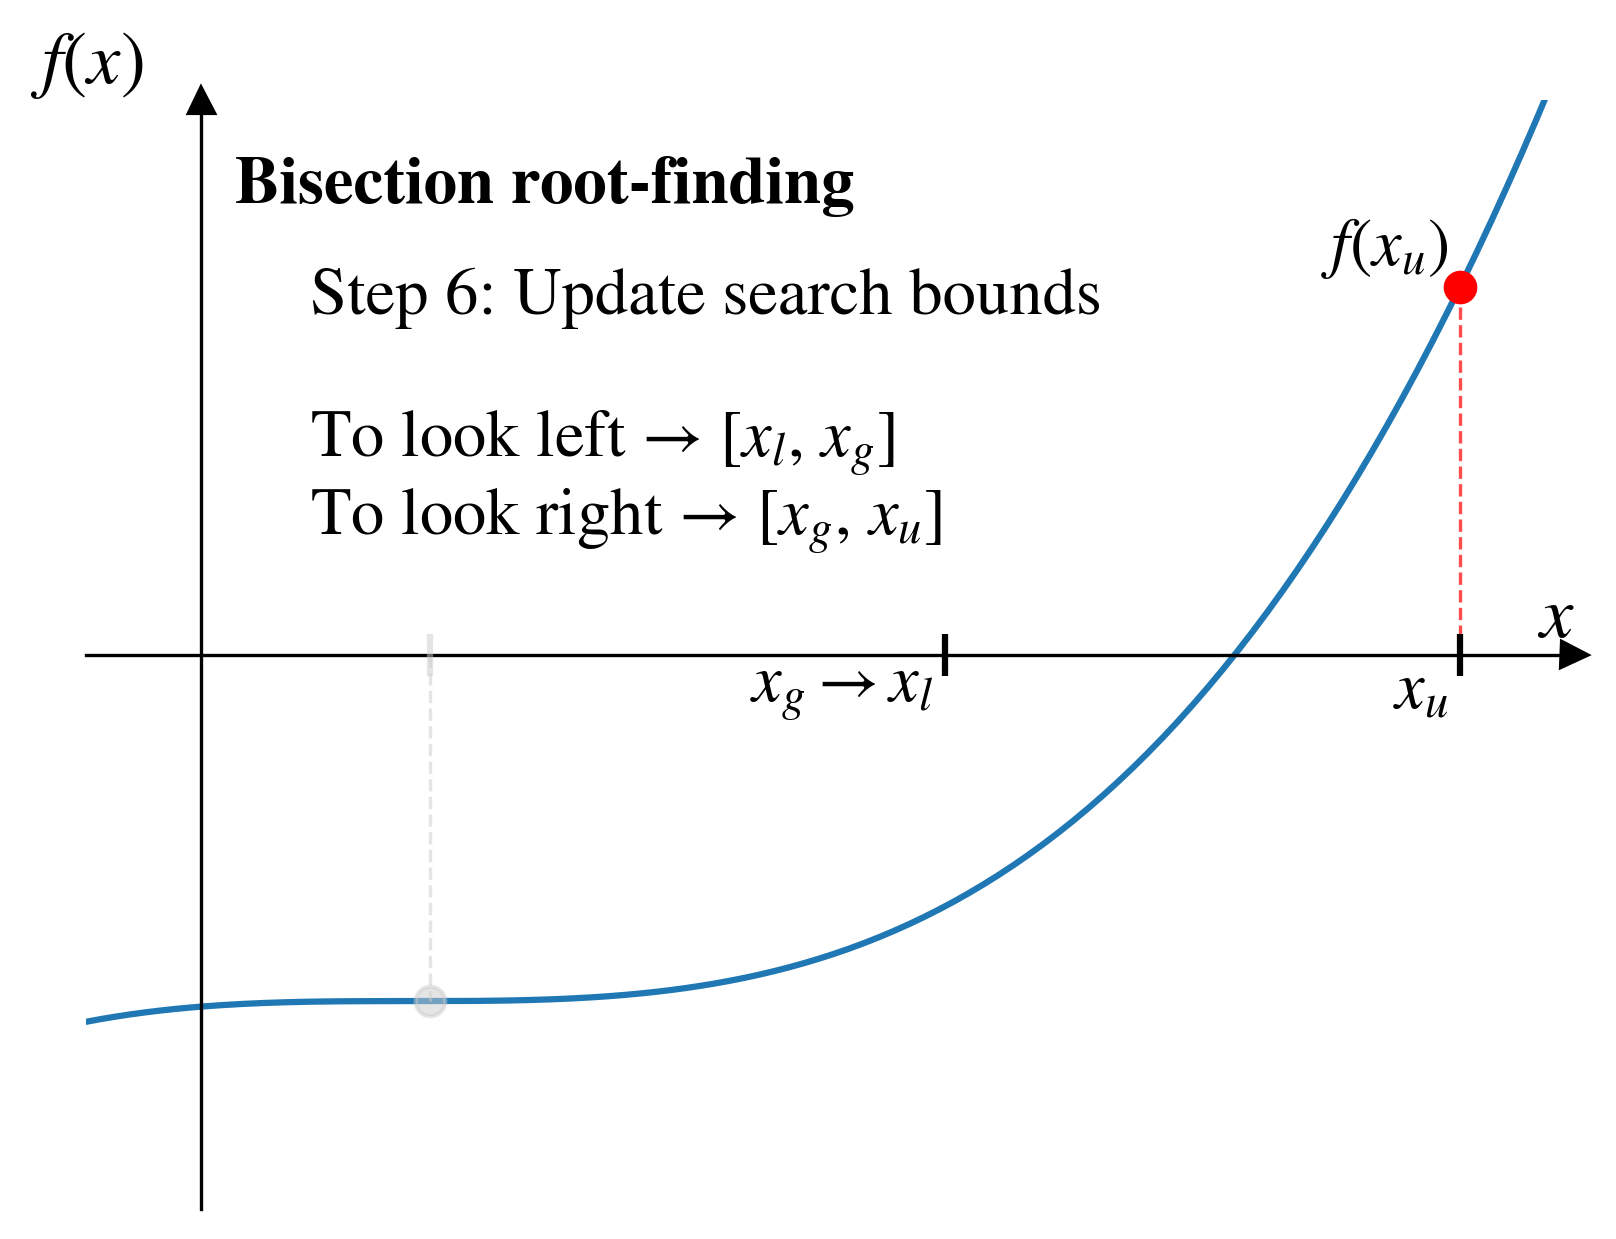 f(x)
Bisection root-finding
f(xᵤ)
Step 6: Update search bounds
To look left → [x_l, x_g]
To look right → [x_g, x_u]
x
x_g → x_l
x_u